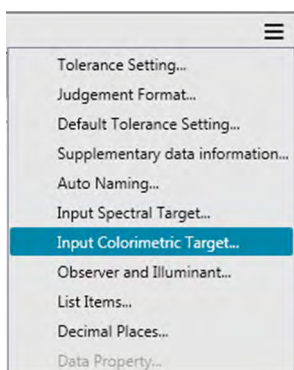 Tolerance Setting...
Judgement Format...
Default Tolerance Setting...
Supplementary data information...
Auto Naming...
Input Spectral Target...
Input Colorimetric Target...
Observer and Illuminant...
List Items...
Decimal Places...
Data Property...